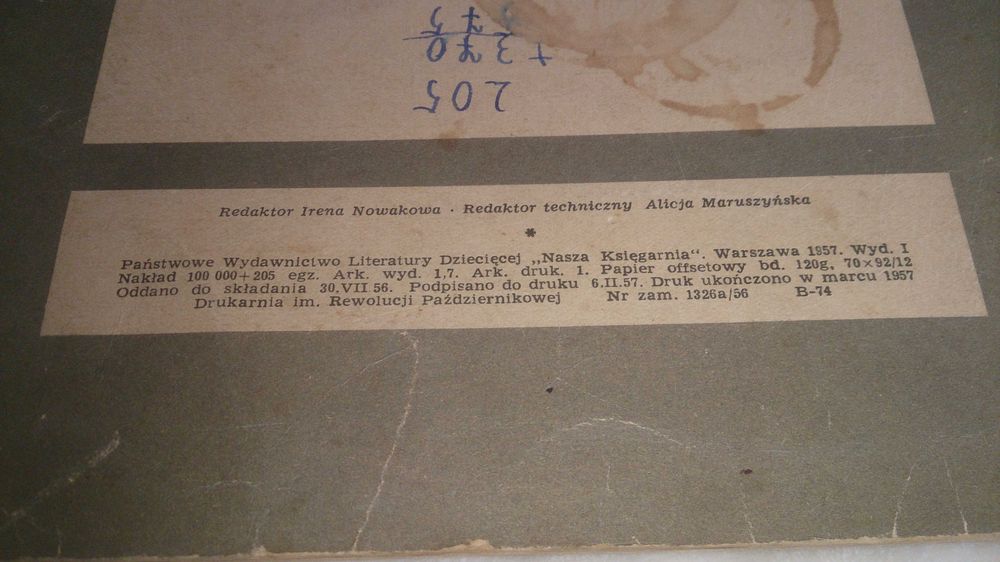 205
+ 370
575
Redaktor Irena Nowakowa · Redaktor techniczny Alicja Maruszyńska
*
Państwowe Wydawnictwo Literatury Dziecięcej „Nasza Księgarnia". Warszawa 1957. Wyd. I
Nakład 100 000+205 egz. Ark. wyd. 1,7. Ark. druk. 1. Papier offsetowy bd. 120g, 70×92/12
Oddano do składania 30.VII 56. Podpisano do druku 6.II.57. Druk ukończono w marcu 1957
Drukarnia im. Rewolucji Październikowej Nr zam. 1326a/56 B-74